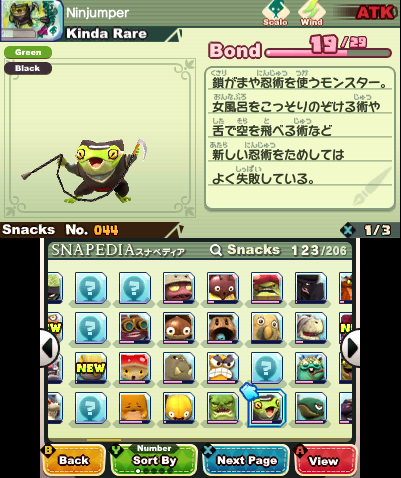 Ninjumper
Scale Wind ATK
Kinda Rare
Green
Black
Bond 19/29
鎖がまや忍術を使うモンスター。
女風呂をこっそりのぞける術や
舌で空を飛べる術など
新しい忍術をためしては
よく失敗している。
Snacks No. 044
X 1/3
SNAPEDIA スナペディア Snacks 123/206
NEW
NEW
NEW
B Back
Y Number Sort By
X Next Page
A View